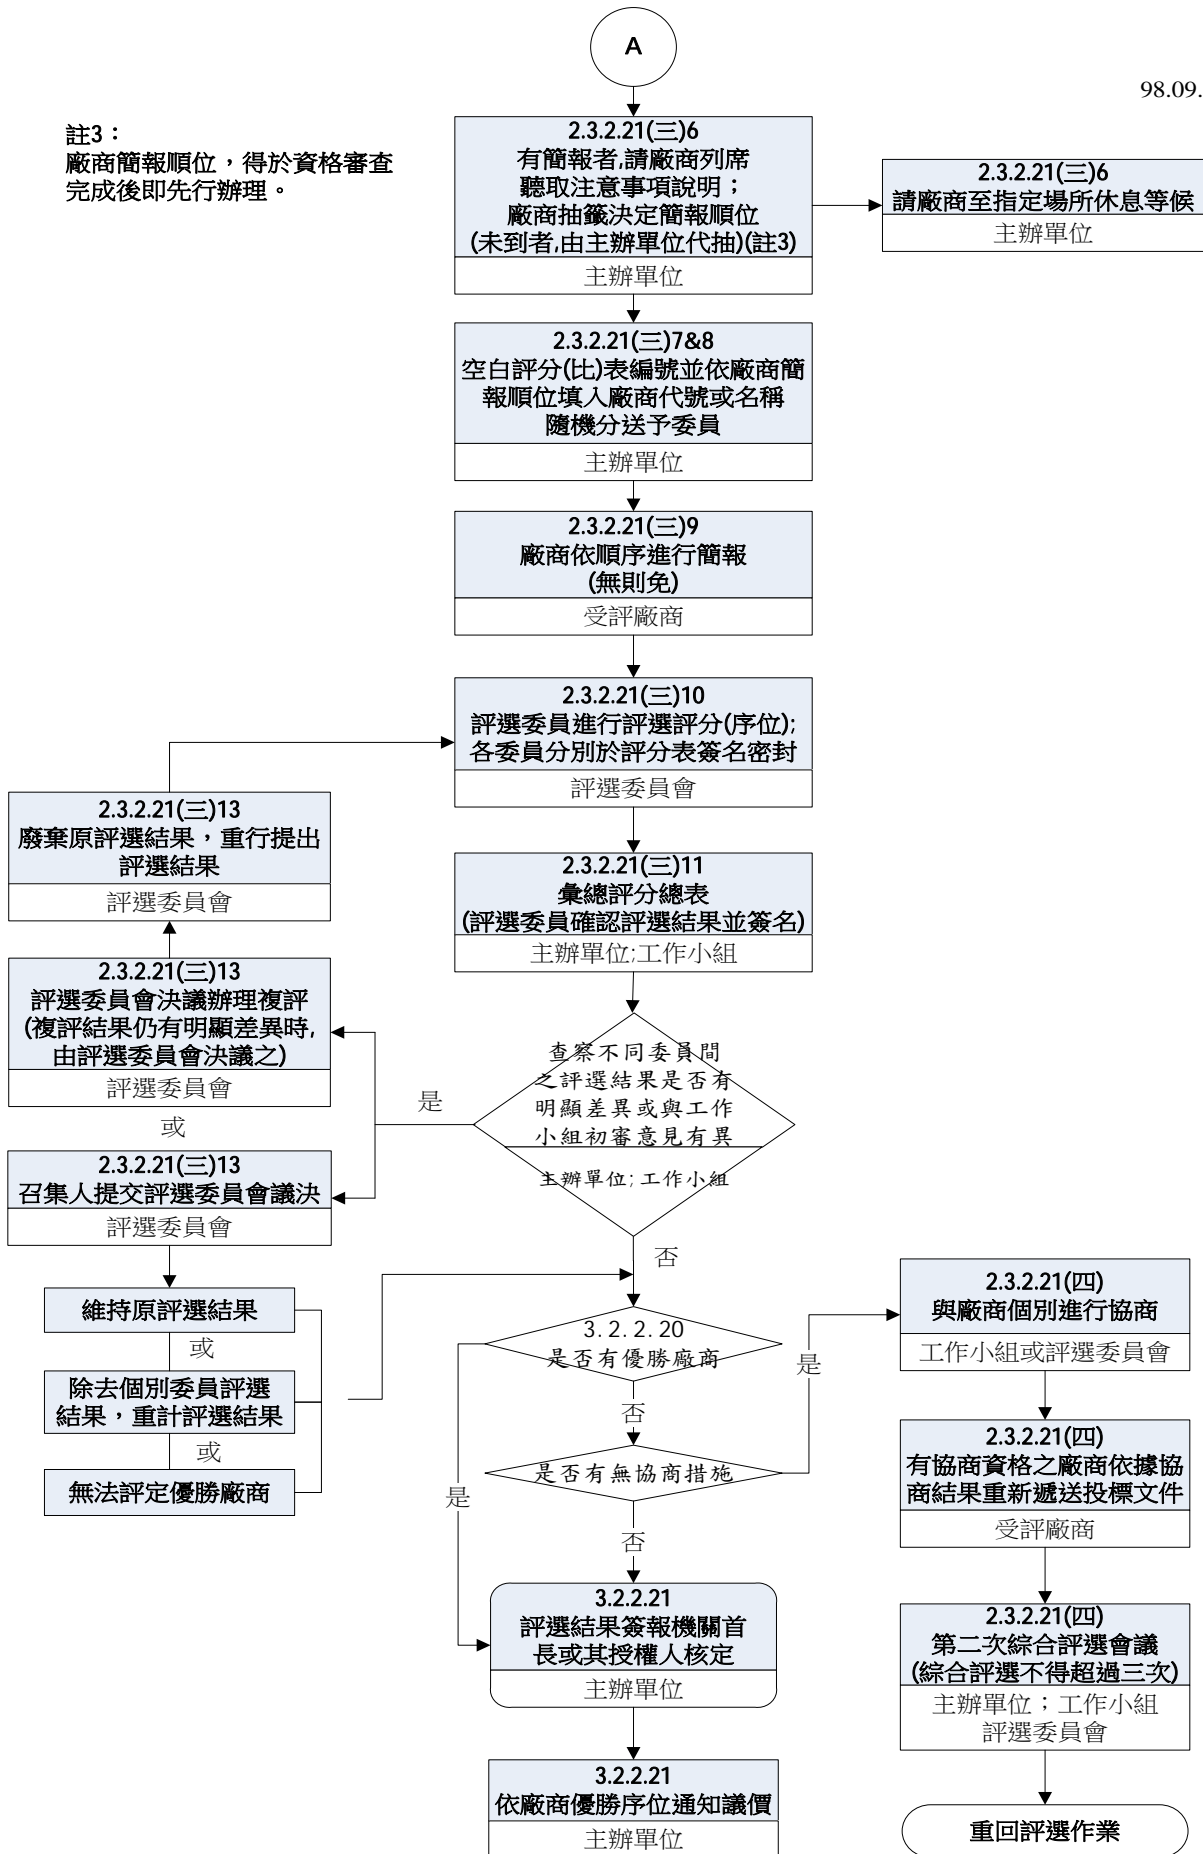 A
98.09.
註3：
廠商簡報順位，得於資格審查
完成後即先行辦理。
2.3.2.21(三)6
有簡報者,請廠商列席
聽取注意事項說明；
廠商抽籤決定簡報順位
(未到者,由主辦單位代抽)(註3)
主辦單位
2.3.2.21(三)6
請廠商至指定場所休息等候
主辦單位
2.3.2.21(三)7&8
空白評分(比)表編號並依廠商簡
報順位填入廠商代號或名稱
隨機分送予委員
主辦單位
2.3.2.21(三)9
廠商依順序進行簡報
(無則免)
受評廠商
2.3.2.21(三)10
評選委員進行評選評分(序位);
各委員分別於評分表簽名密封
評選委員會
2.3.2.21(三)13
廢棄原評選結果，重行提出
評選結果
評選委員會
2.3.2.21(三)11
彙總評分總表
(評選委員確認評選結果並簽名)
主辦單位;工作小組
2.3.2.21(三)13
評選委員會決議辦理複評
(複評結果仍有明顯差異時,
由評選委員會決議之)
評選委員會
或
是
查察不同委員間
之評選結果是否有
明顯差異或與工作
小組初審意見有異
主辦單位;工作小組
2.3.2.21(三)13
召集人提交評選委員會議決
評選委員會
否
維持原評選結果
或
除去個別委員評選
結果，重計評選結果
或
無法評定優勝廠商
3.2.2.20
是否有優勝廠商
是
否
是否有無協商措施
是
否
2.3.2.21(四)
與廠商個別進行協商
工作小組或評選委員會
2.3.2.21(四)
有協商資格之廠商依據協
商結果重新遞送投標文件
受評廠商
3.2.2.21
評選結果簽報機關首
長或其授權人核定
主辦單位
2.3.2.21(四)
第二次綜合評選會議
(綜合評選不得超過三次)
主辦單位；工作小組
評選委員會
3.2.2.21
依廠商優勝序位通知議價
主辦單位
重回評選作業